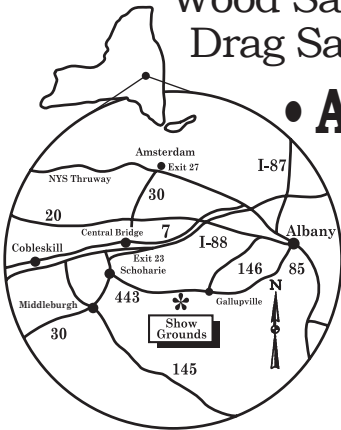 Wood Sa
Drag Sa
• A
Amsterdam
Exit 27
I-87
NYS Thruway
30
20
Central Bridge
7
I-88
Albany
Cobleskill
Exit 23
Schoharie
146
85
443
Gallupville
N
Middleburgh
Show
Grounds
30
145